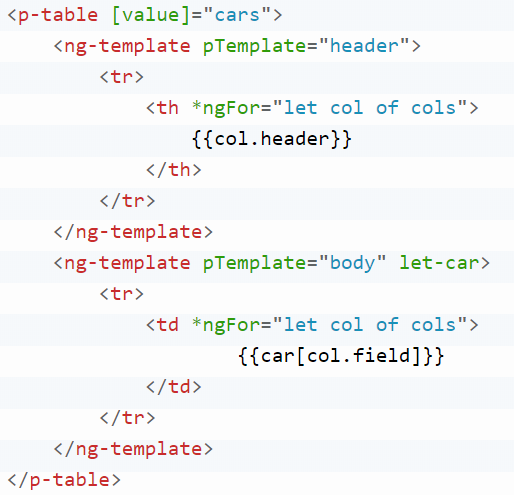 <p-table [value]="cars">
    <ng-template pTemplate="header">
        <tr>
            <th *ngFor="let col of cols">
                {{col.header}}
            </th>
        </tr>
    </ng-template>
    <ng-template pTemplate="body" let-car>
        <tr>
            <td *ngFor="let col of cols">
                    {{car[col.field]}}
            </td>
        </tr>
    </ng-template>
</p-table>